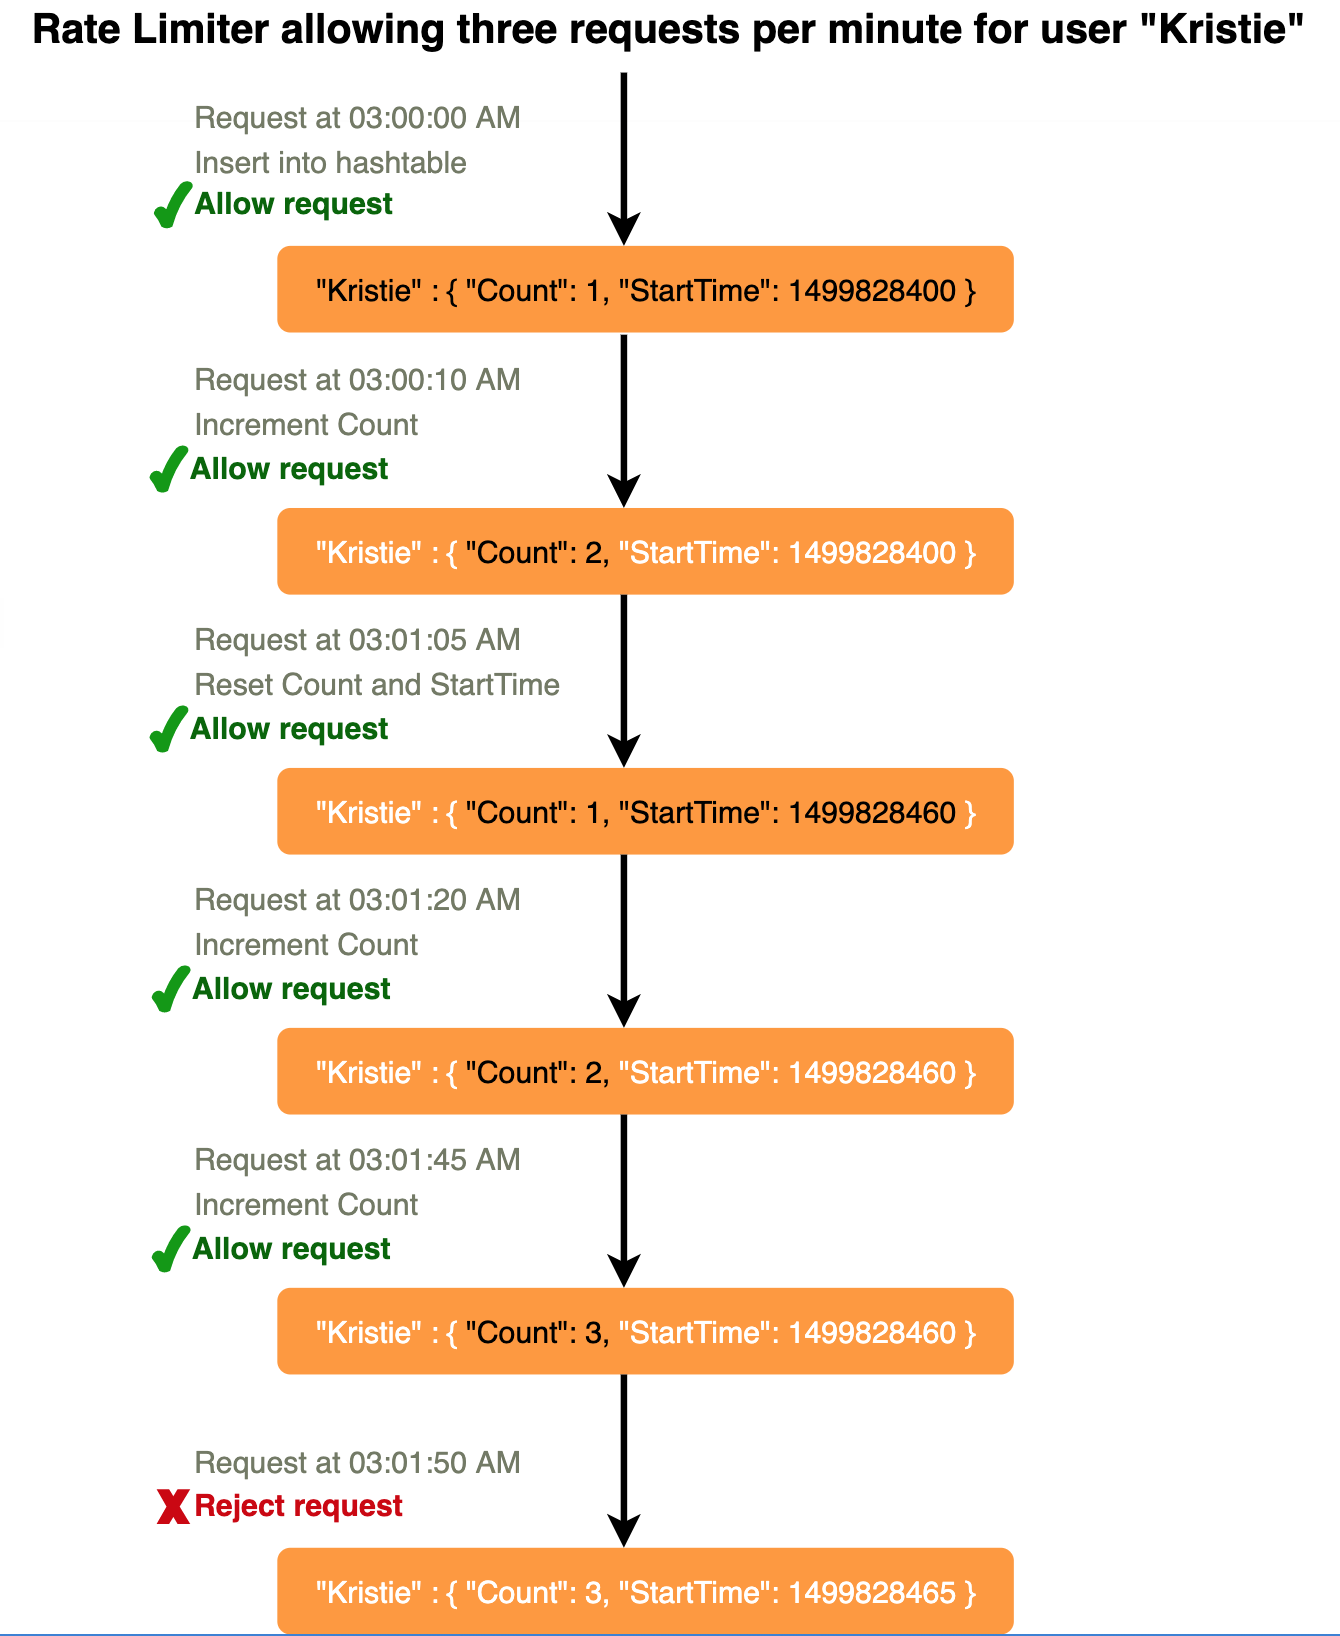 Rate Limiter allowing three requests per minute for user "Kristie"
Request at 03:00:00 AM
Insert into hashtable
Allow request
"Kristie" : { "Count": 1, "StartTime": 1499828400 }
Request at 03:00:10 AM
Increment Count
Allow request
"Kristie" : { "Count": 2, "StartTime": 1499828400 }
Request at 03:01:05 AM
Reset Count and StartTime
Allow request
"Kristie" : { "Count": 1, "StartTime": 1499828460 }
Request at 03:01:20 AM
Increment Count
Allow request
"Kristie" : { "Count": 2, "StartTime": 1499828460 }
Request at 03:01:45 AM
Increment Count
Allow request
"Kristie" : { "Count": 3, "StartTime": 1499828460 }
Request at 03:01:50 AM
Reject request
"Kristie" : { "Count": 3, "StartTime": 1499828465 }